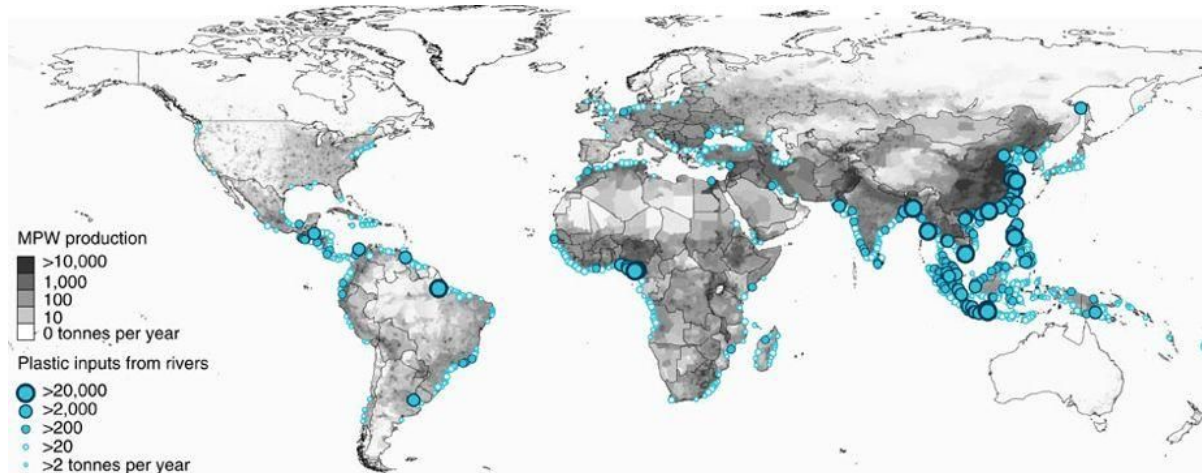 MPW production
>10,000
1,000
100
10
0 tonnes per year
Plastic inputs from rivers
>20,000
>2,000
>200
>20
>2 tonnes per year